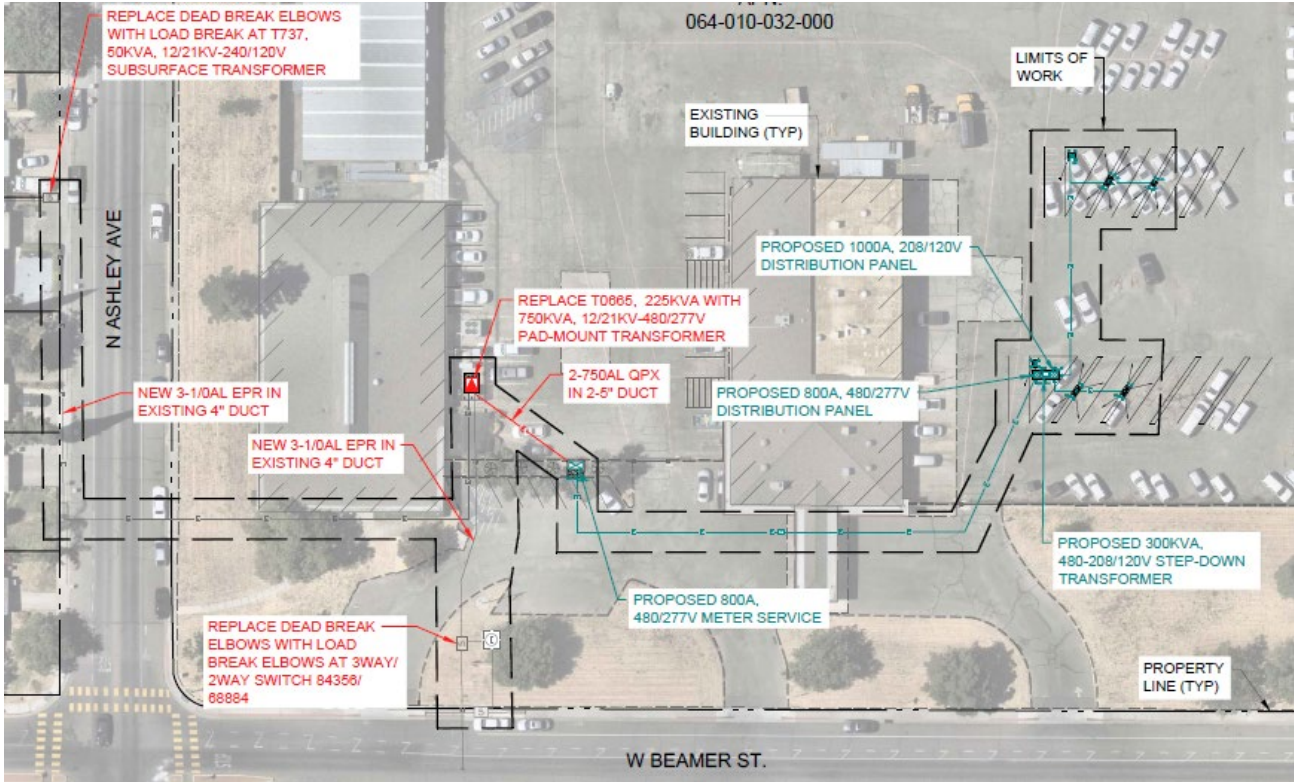 APN:
064-010-032-000
REPLACE DEAD BREAK ELBOWS
WITH LOAD BREAK AT T737,
50KVA, 12/21KV-240/120V
SUBSURFACE TRANSFORMER
LIMITS OF
WORK
EXISTING
BUILDING (TYP)
N ASHLEY AVE
PROPOSED 1000A, 208/120V
DISTRIBUTION PANEL
REPLACE T0665, 225KVA WITH
750KVA, 12/21KV-480/277V
PAD-MOUNT TRANSFORMER
2-750AL QPX
IN 2-5" DUCT
PROPOSED 800A, 480/277V
DISTRIBUTION PANEL
NEW 3-1/0AL EPR IN
EXISTING 4" DUCT
NEW 3-1/0AL EPR IN
EXISTING 4" DUCT
PROPOSED 300KVA,
480-208/120V STEP-DOWN
TRANSFORMER
PROPOSED 800A,
480/277V METER SERVICE
REPLACE DEAD BREAK
ELBOWS WITH LOAD
BREAK ELBOWS AT 3WAY/
2WAY SWITCH 84356/
68884
PROPERTY
LINE (TYP)
W BEAMER ST.